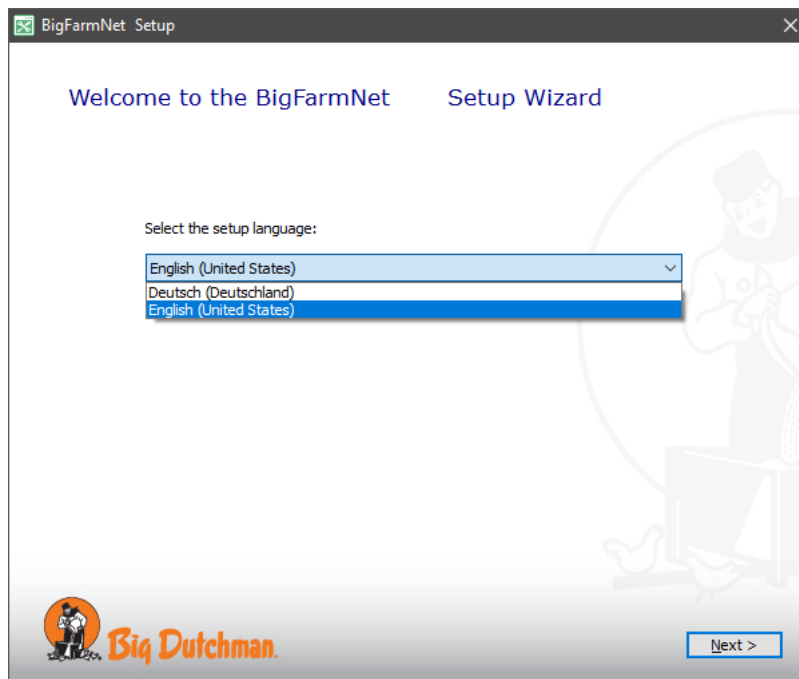 BigFarmNet Setup
Welcome to the BigFarmNet Setup Wizard
Select the setup language:
English (United States)
Deutsch (Deutschland)
English (United States)
Big Dutchman.
Next >